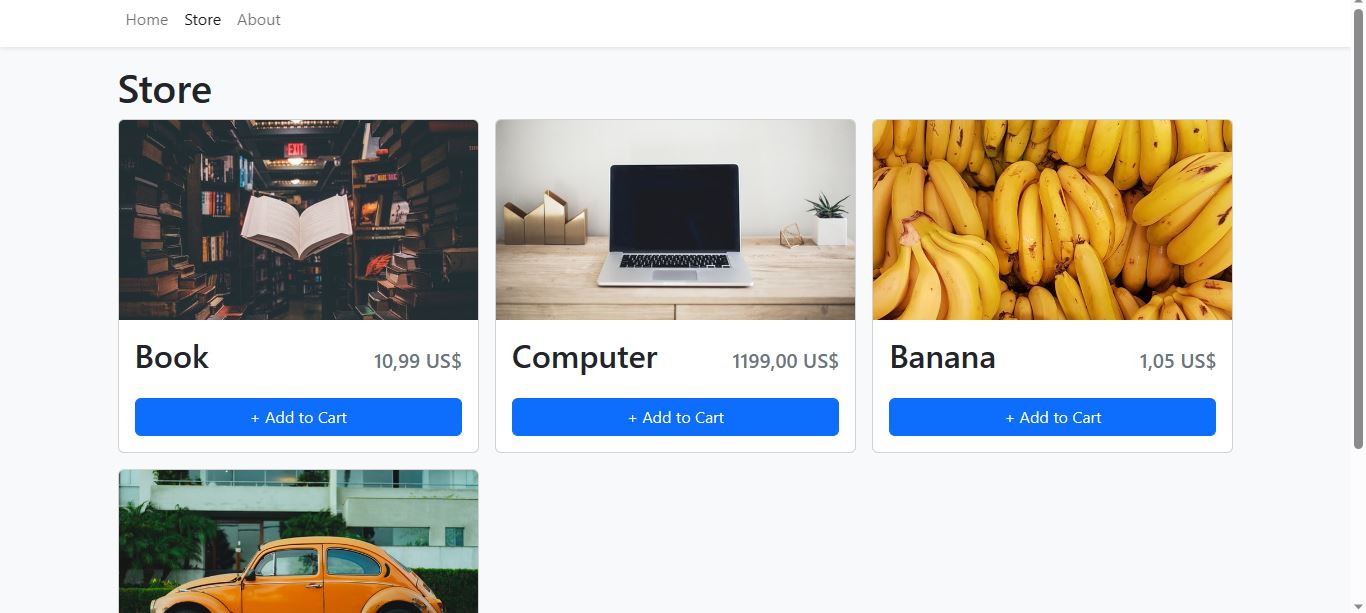 Home Store About
Store
EXIT
Book 10,99 US$
Computer 1199,00 US$
Banana 1,05 US$
+ Add to Cart
+ Add to Cart
+ Add to Cart